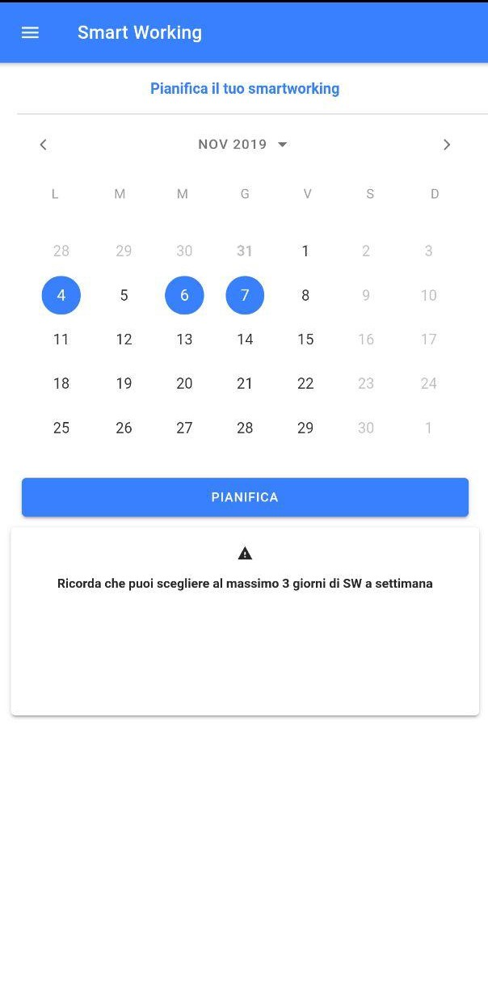 Smart Working
Pianifica il tuo smartworking
NOV 2019
L M M G V S D
28 29 30 31 1 2 3
4 5 6 7 8 9 10
11 12 13 14 15 16 17
18 19 20 21 22 23 24
25 26 27 28 29 30 1
PIANIFICA
Ricorda che puoi scegliere al massimo 3 giorni di SW a settimana